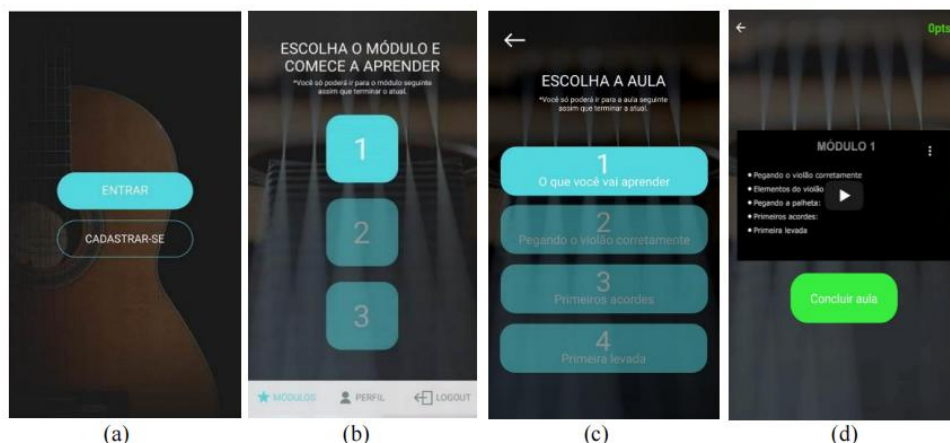 ENTRAR
CADASTRAR-SE
(a)
ESCOLHA O MÓDULO E
COMECE A APRENDER
*Você só poderá ir para o módulo seguinte
assim que terminar o atual.
1
2
3
MÓDULOS
PERFIL
LOGOUT
(b)
ESCOLHA A AULA
*Você só poderá ir para a aula seguinte
assim que terminar a atual.
1
O que você vai aprender
2
Pegando o violão corretamente
3
Primeiros acordes
4
Primeira levada
(c)
0pts
MÓDULO 1
• Pegando o violão corretamente
• Elementos do violão
• Pegando a palheta:
• Primeiros acordes:
• Primeira levada
Concluir aula
(d)